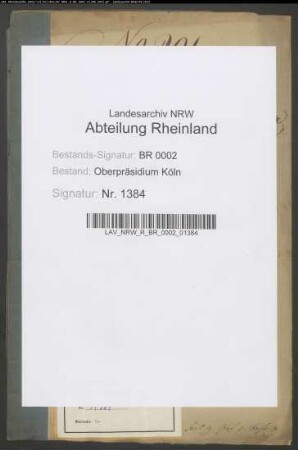 Landesarchiv NRW
Abteilung Rheinland
Bestands-Signatur: BR 0002
Bestand: Oberpräsidium Köln
Signatur: Nr. 1384
LAV_NRW_R_BR_0002_01384